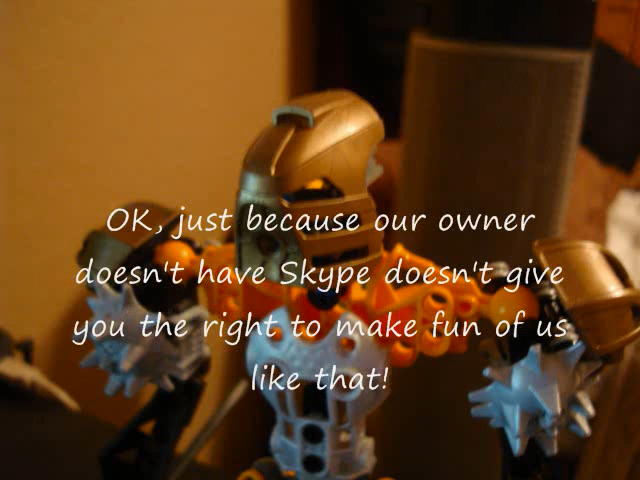 OK, just because our owner
doesn't have Skype doesn't give
you the right to make fun of us
like that!